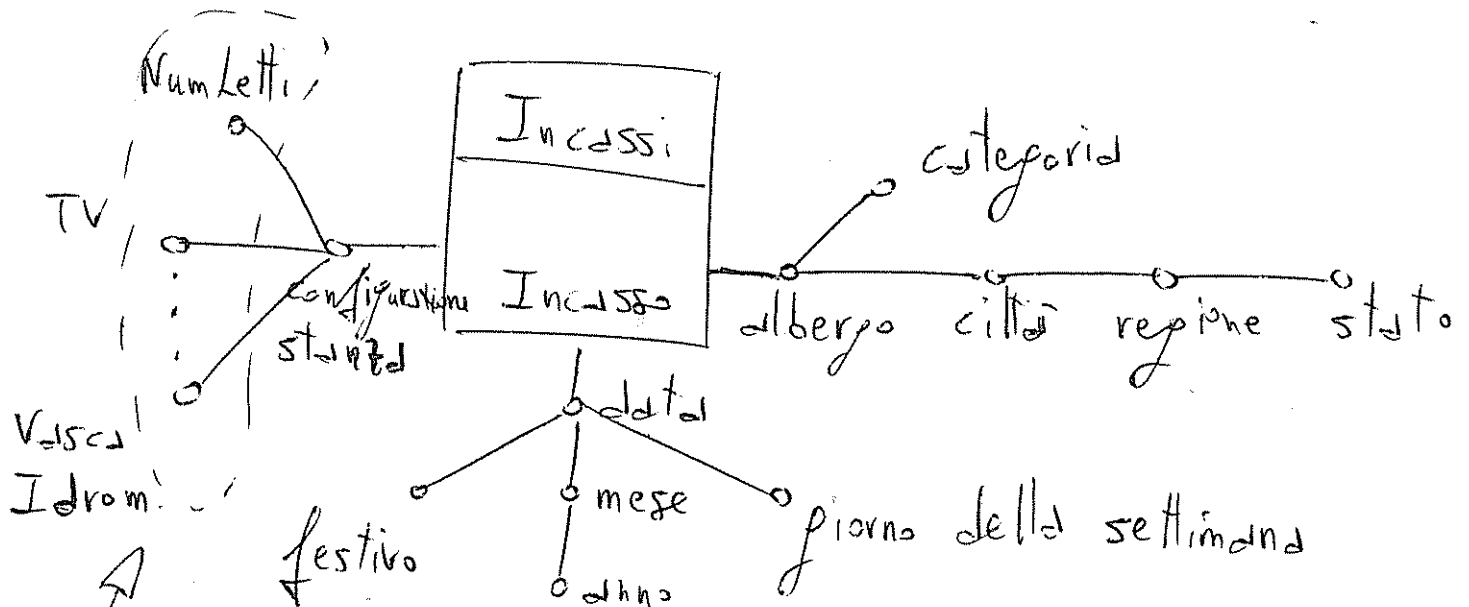 NumLetti
Incassi
categoria
TV
configurazione
stanza
Incasso
albergo città regione stato
Vasca
Idrom.
data
festivo
mese
giorno della settimana
anno